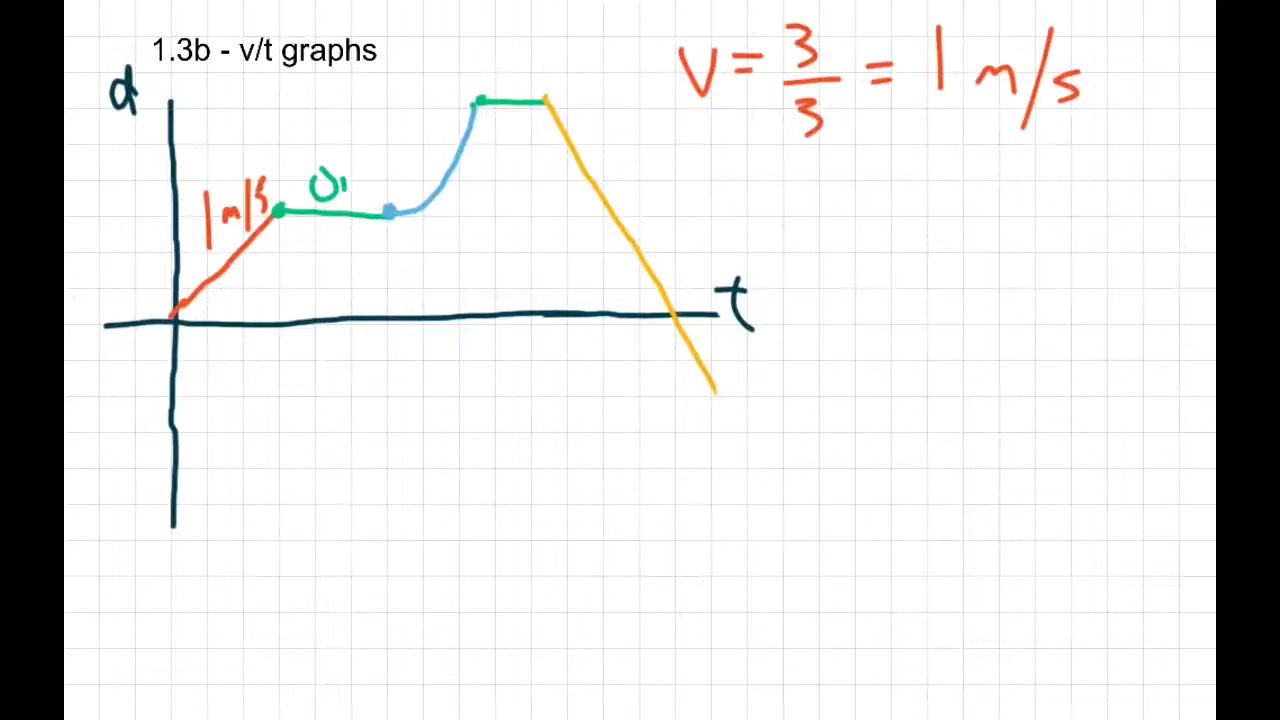 1.3b - v/t graphs
V = 3/3 = 1 m/s
d
1 m/s
0
t